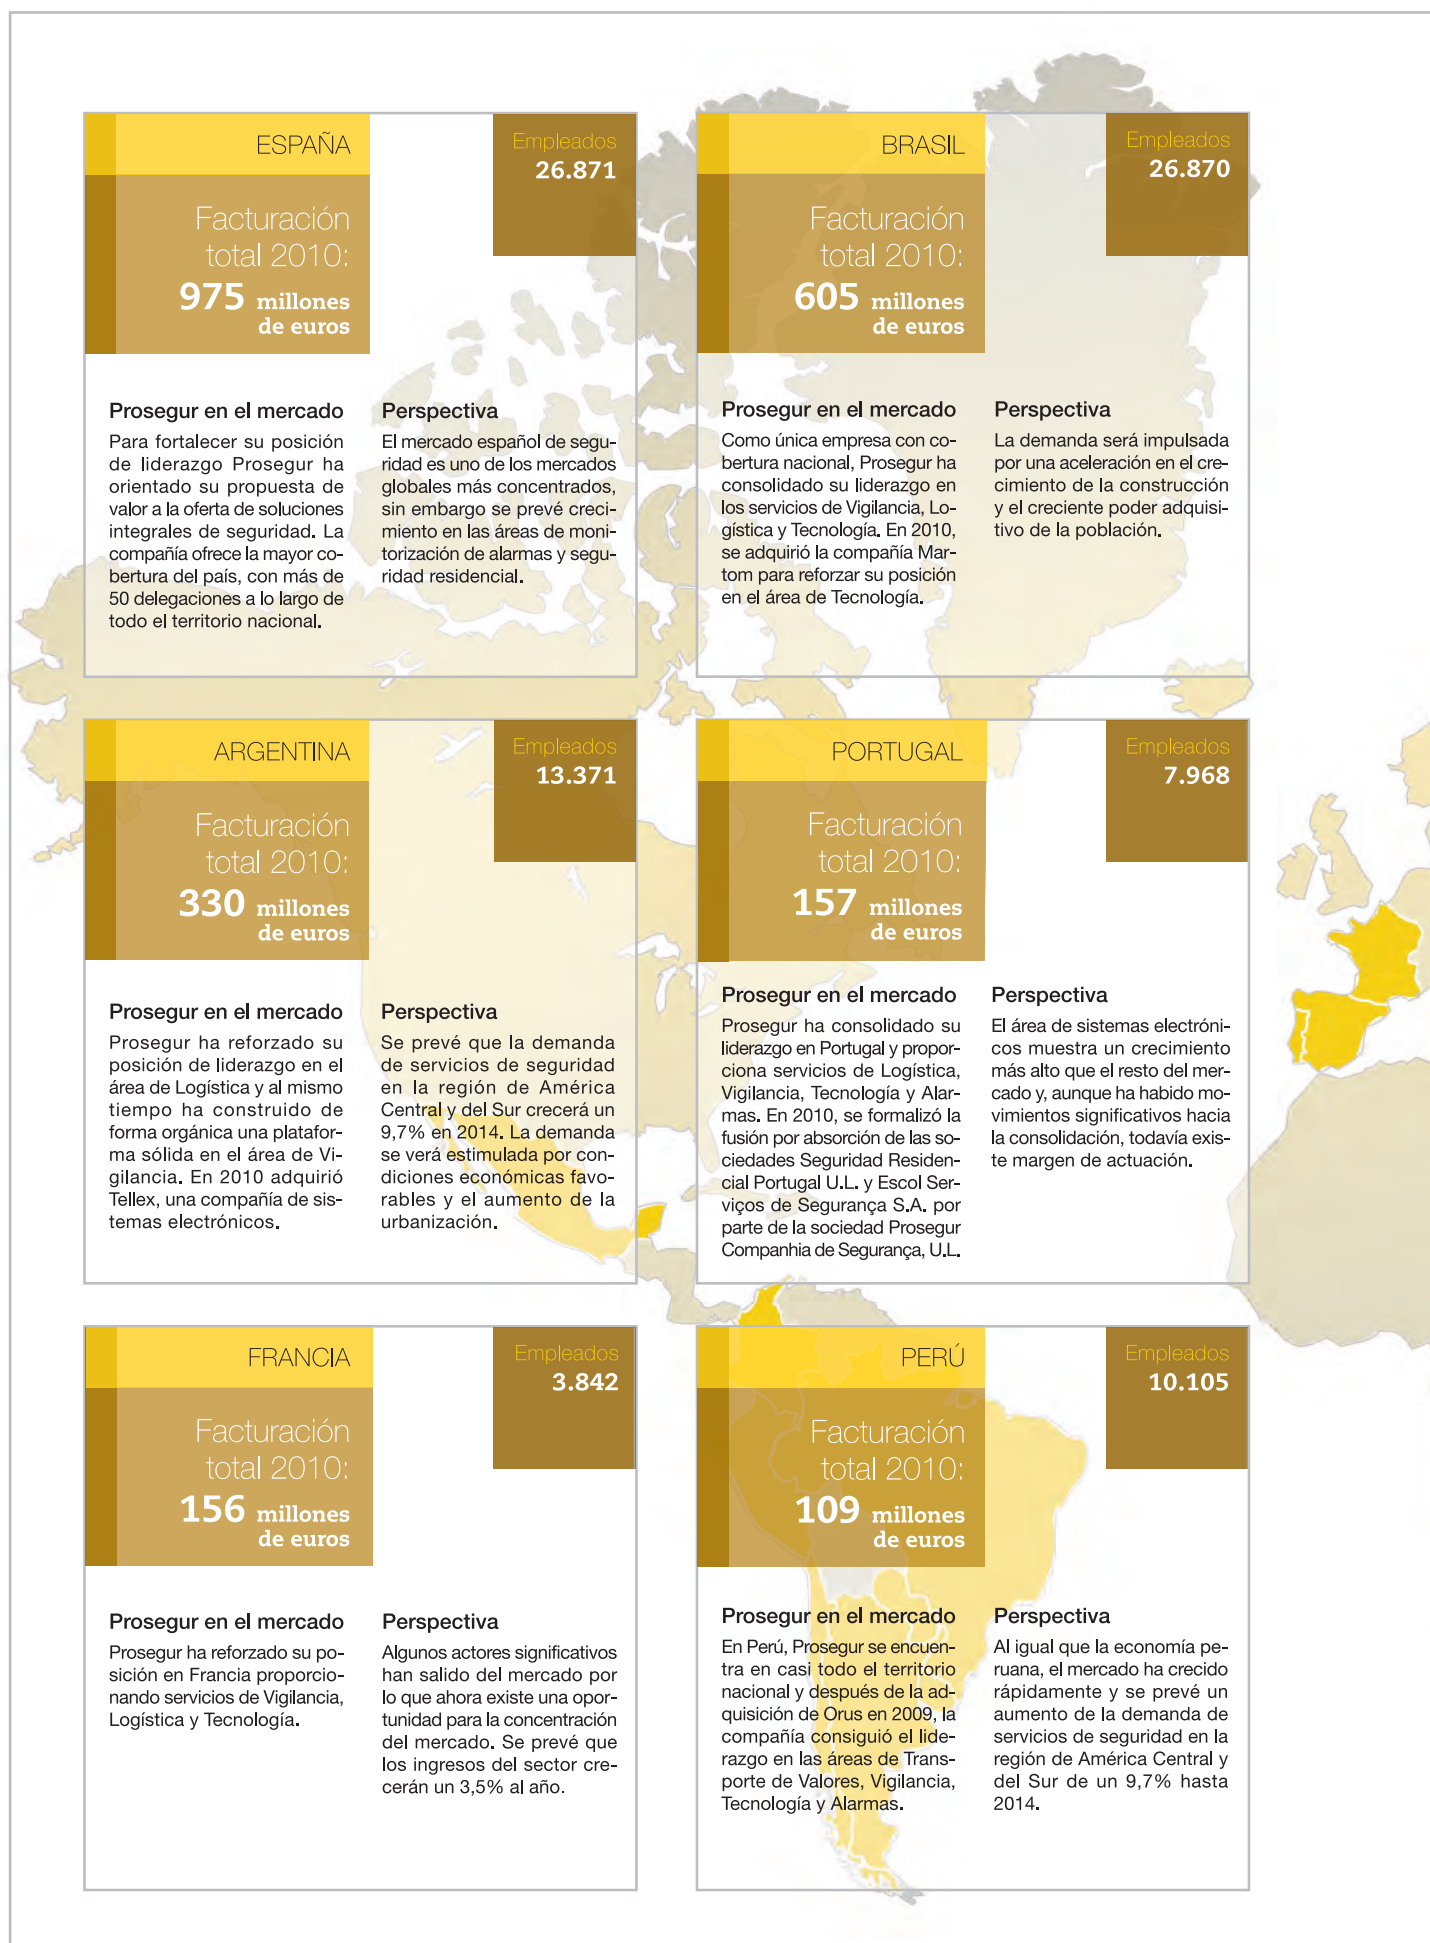 ESPAÑA
Facturación
total 2010:
975 millones
de euros
Empleados
26.871
Prosegur en el mercado
Para fortalecer su posición
de liderazgo Prosegur ha
orientado su propuesta de
valor a la oferta de soluciones
integrales de seguridad. La
compañía ofrece la mayor co-
bertura del país, con más de
50 delegaciones a lo largo de
todo el territorio nacional.
Perspectiva
El mercado español de segu-
ridad es uno de los mercados
globales más concentrados,
sin embargo se prevé creci-
miento en las áreas de moni-
torización de alarmas y segu-
ridad residencial.
BRASIL
Facturación
total 2010:
605 millones
de euros
Empleados
26.870
Prosegur en el mercado
Como única empresa con co-
bertura nacional, Prosegur ha
consolidado su liderazgo en
los servicios de Vigilancia, Lo-
gística y Tecnología. En 2010,
se adquirió la compañía Mar-
tom para reforzar su posición
en el área de Tecnología.
Perspectiva
La demanda será impulsada
por una aceleración en el cre-
cimiento de la construcción
y el creciente poder adquisi-
tivo de la población.
ARGENTINA
Facturación
total 2010:
330 millones
de euros
Empleados
13.371
Prosegur en el mercado
Prosegur ha reforzado su
posición de liderazgo en el
área de Logística y al mismo
tiempo ha construido de
forma orgánica una platafor-
ma sólida en el área de Vi-
gilancia. En 2010 adquirió
Tellex, una compañía de sis-
temas electrónicos.
Perspectiva
Se prevé que la demanda
de servicios de seguridad
en la región de América
Central y del Sur crecerá un
9,7% en 2014. La demanda
se verá estimulada por con-
diciones económicas favo-
rables y el aumento de la
urbanización.
PORTUGAL
Facturación
total 2010:
157 millones
de euros
Empleados
7.968
Prosegur en el mercado
Prosegur ha consolidado su
liderazgo en Portugal y propor-
ciona servicios de Logística,
Vigilancia, Tecnología y Alar-
mas. En 2010, se formalizó la
fusión por absorción de las so-
ciedades Seguridad Residen-
cial Portugal U.L. y Escol Ser-
viços de Segurança S.A. por
parte de la sociedad Prosegur
Companhia de Segurança, U.L.
Perspectiva
El área de sistemas electróni-
cos muestra un crecimiento
más alto que el resto del mer-
cado y, aunque ha habido mo-
vimientos significativos hacia
la consolidación, todavía exis-
te margen de actuación.
FRANCIA
Facturación
total 2010:
156 millones
de euros
Empleados
3.842
Prosegur en el mercado
Prosegur ha reforzado su po-
sición en Francia proporcio-
nando servicios de Vigilancia,
Logística y Tecnología.
Perspectiva
Algunos actores significativos
han salido del mercado por
lo que ahora existe una opor-
tunidad para la concentración
del mercado. Se prevé que
los ingresos del sector cre-
cerán un 3,5% al año.
PERÚ
Facturación
total 2010:
109 millones
de euros
Empleados
10.105
Prosegur en el mercado
En Perú, Prosegur se encuen-
tra en casi todo el territorio
nacional y después de la ad-
quisición de Orus en 2009, la
compañía consiguió el lide-
razgo en las áreas de Trans-
porte de Valores, Vigilancia,
Tecnología y Alarmas.
Perspectiva
Al igual que la economía pe-
ruana, el mercado ha crecido
rápidamente y se prevé un
aumento de la demanda de
servicios de seguridad en la
región de América Central y
del Sur de un 9,7% hasta
2014.